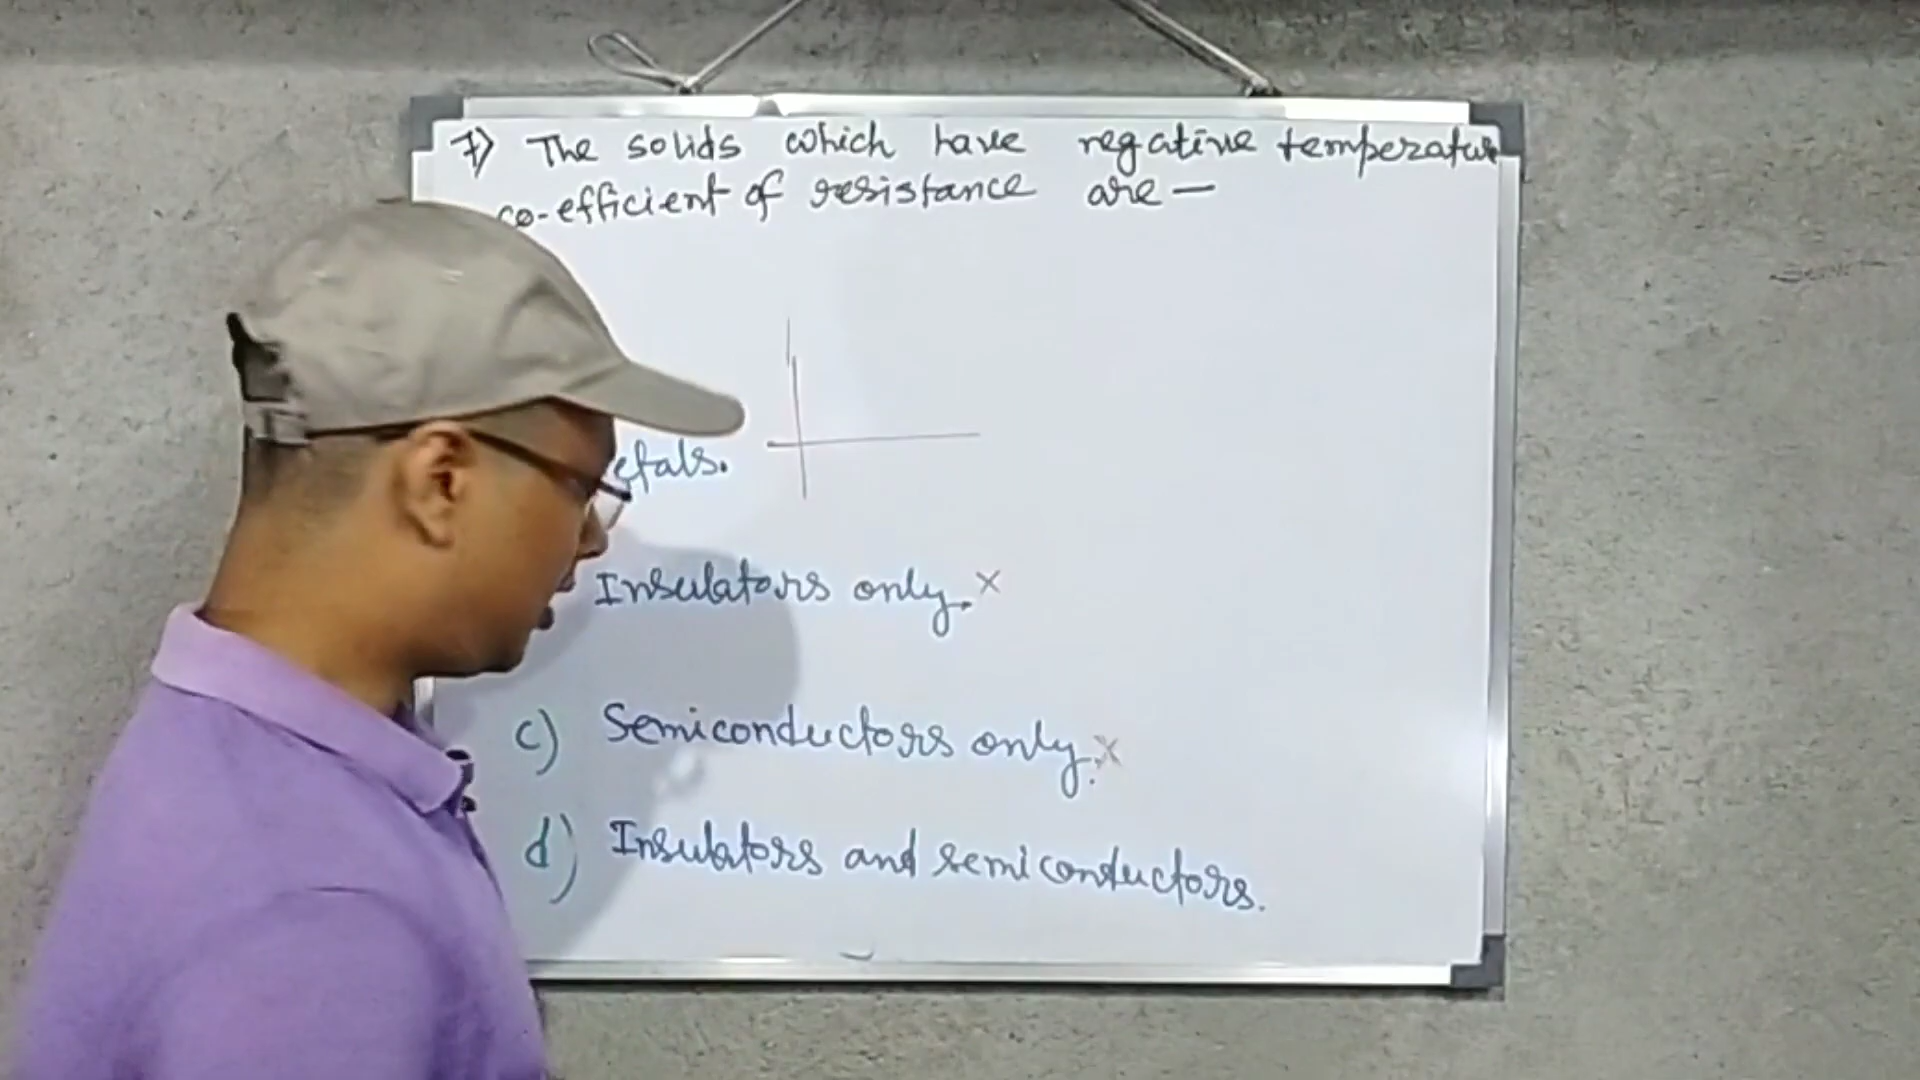 7) The solids which have negative temperature
co-efficient of resistance are —
etals.
Insulators only. ×
c) Semiconductors only. ×
d) Insulators and semiconductors.